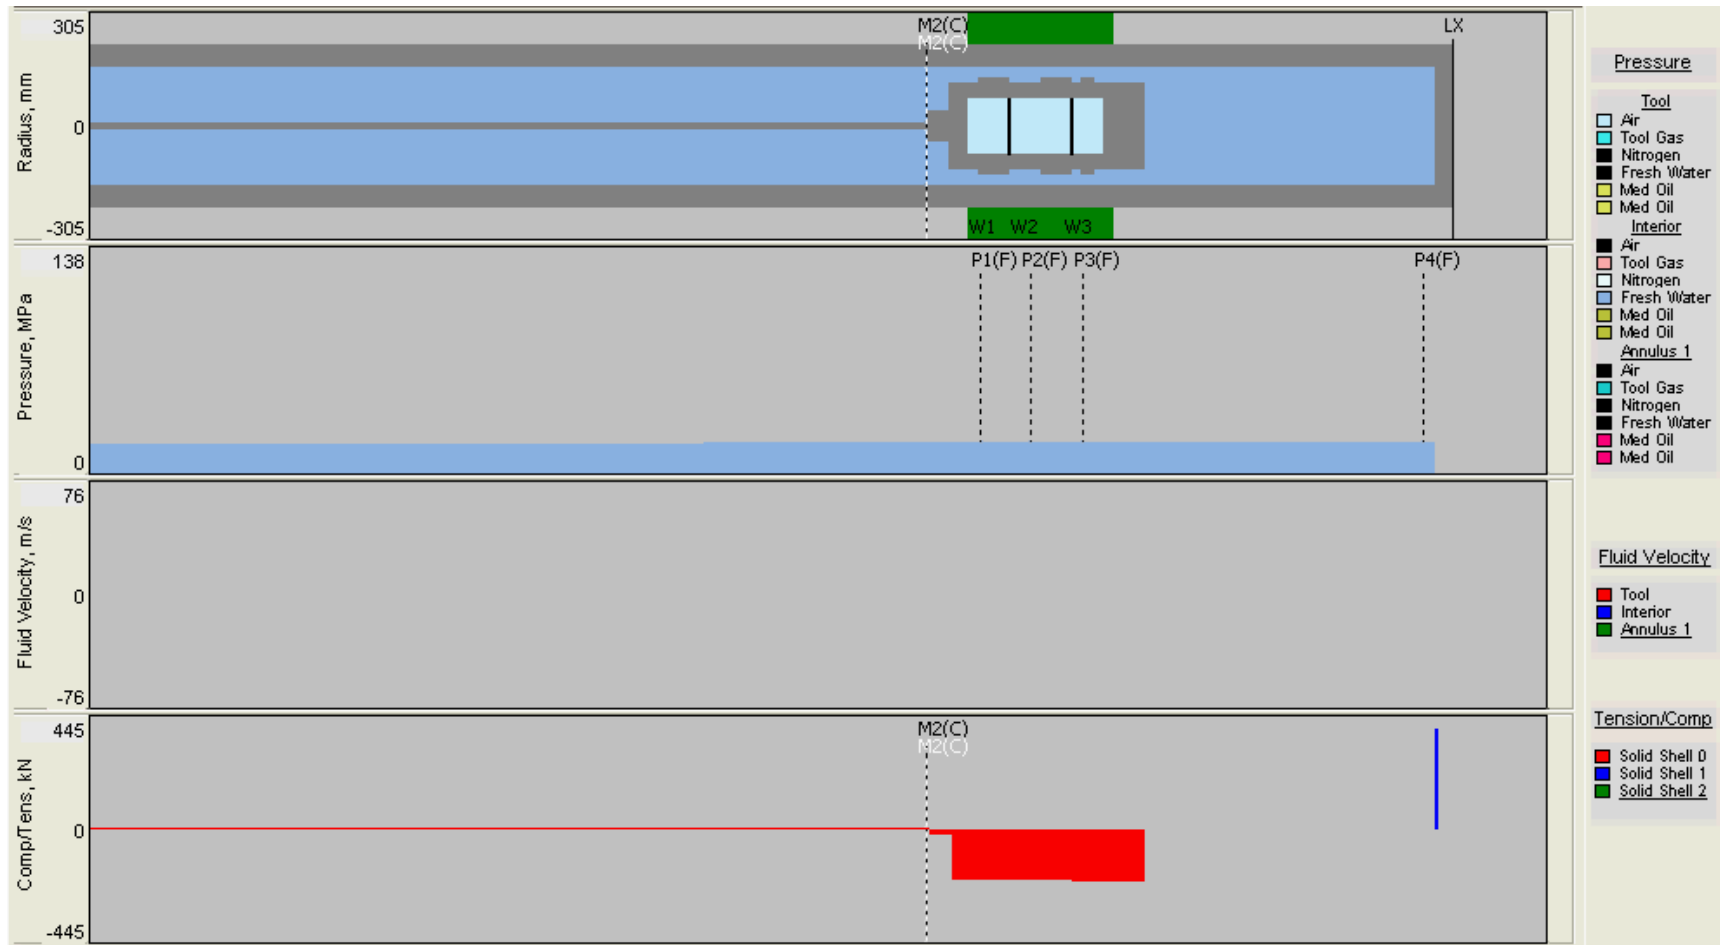 305
Radius, mm
0
-305
M2(C)
M2(C)
LX
W1 W2 W3
138
Pressure, MPa
0
P1(F) P2(F) P3(F)
P4(F)
76
Fluid Velocity, m/s
0
-76
445
Comp/Tens, kN
0
-445
M2(C)
M2(C)
Pressure
Tool
Air
Tool Gas
Nitrogen
Fresh Water
Med Oil
Med Oil
Interior
Air
Tool Gas
Nitrogen
Fresh Water
Med Oil
Med Oil
Annulus 1
Air
Tool Gas
Nitrogen
Fresh Water
Med Oil
Med Oil
Fluid Velocity
Tool
Interior
Annulus 1
Tension/Comp
Solid Shell 0
Solid Shell 1
Solid Shell 2